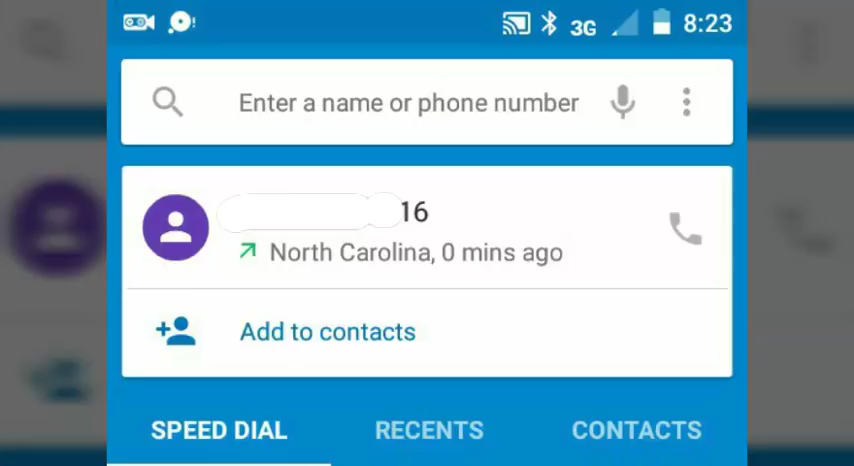 3G 8:23
Enter a name or phone number
16
North Carolina, 0 mins ago
Add to contacts
SPEED DIAL RECENTS CONTACTS